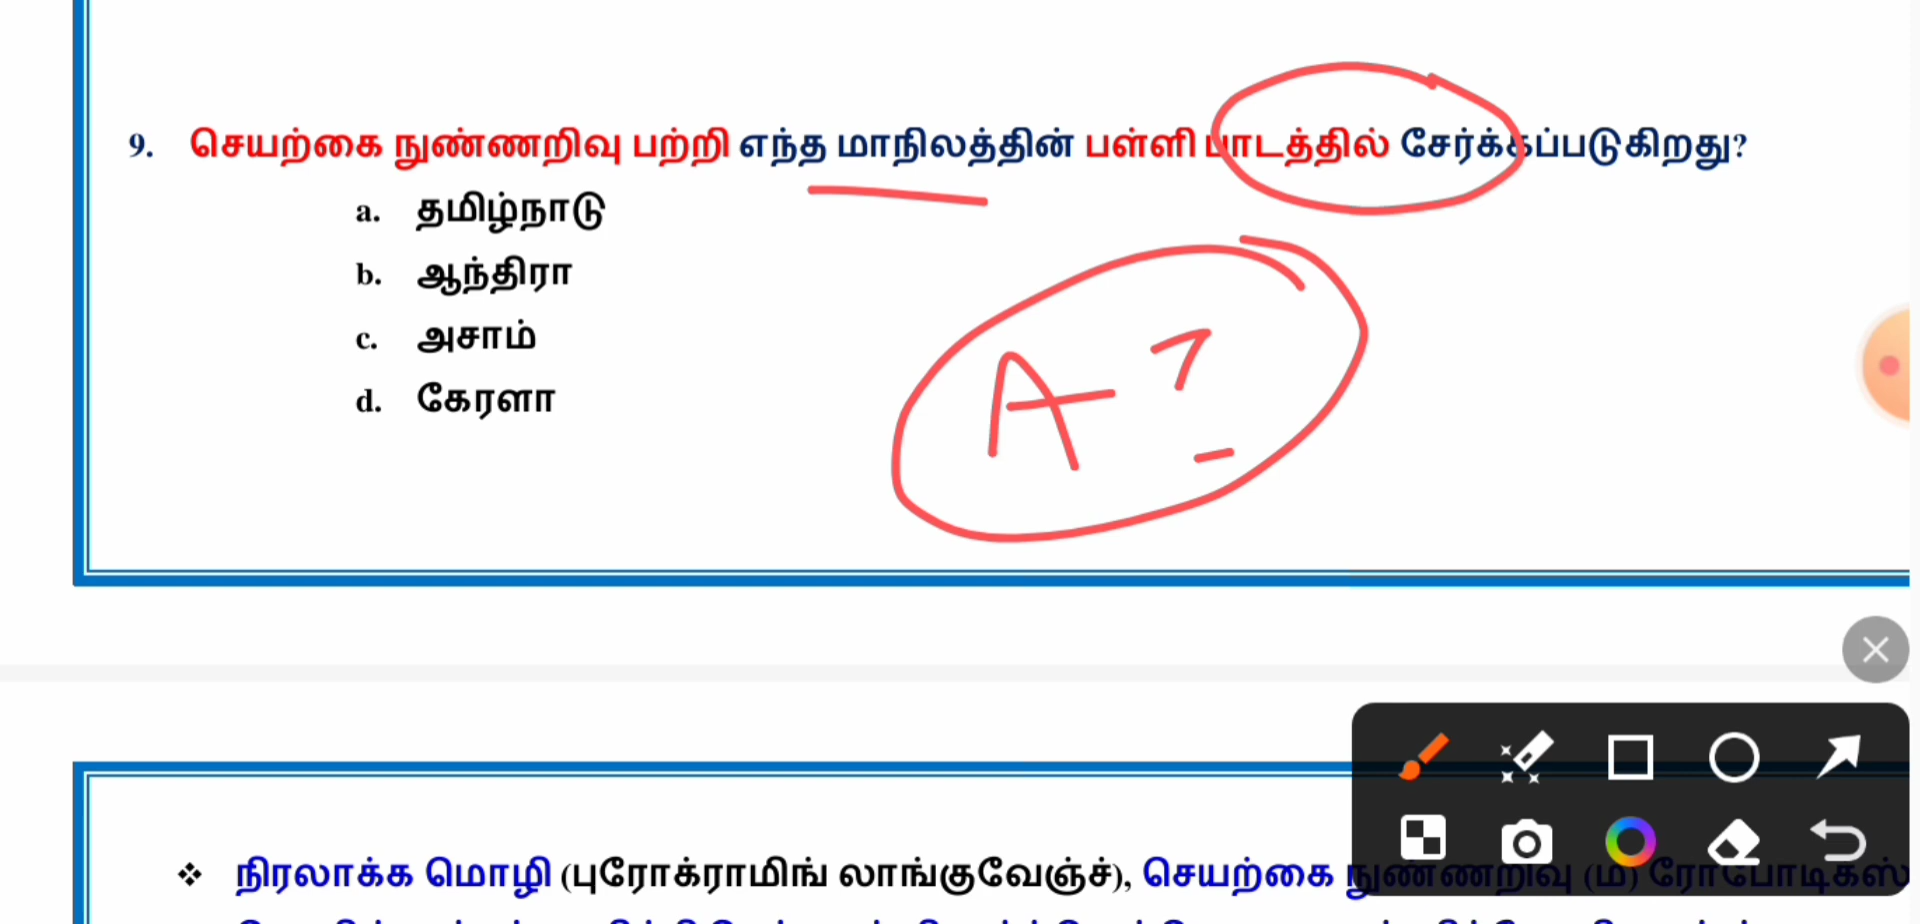 9. செயற்கை நுண்ணறிவு பற்றி எந்த மாநிலத்தின் பள்ளி பாடத்தில் சேர்க்கப்படுகிறது?
a. தமிழ்நாடு
b. ஆந்திரா
c. அசாம்
d. கேரளா
A ?
❖ நிரலாக்க மொழி (புரோக்ராமிங் லாங்குவேஞ்ச்), செயற்கை நுண்ணறிவு (ம) ரோபோடிக்ஸ்